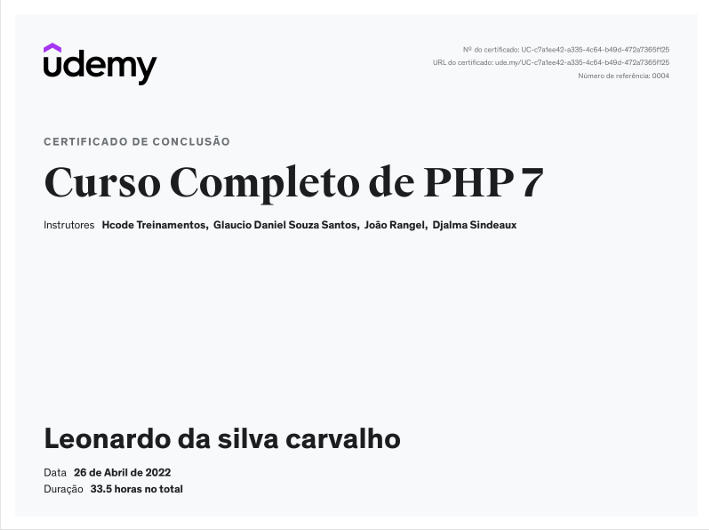 udemy
Nº do certificado: UC-c7a1ee42-a335-4c64-b49d-472a7365f125
URL do certificado: ude.my/UC-c7a1ee42-a335-4c64-b49d-472a7365f125
Número de referência: 0004
CERTIFICADO DE CONCLUSÃO
Curso Completo de PHP 7
Instrutores Hcode Treinamentos, Glaucio Daniel Souza Santos, João Rangel, Djalma Sindeaux
Leonardo da silva carvalho
Data 26 de Abril de 2022
Duração 33.5 horas no total